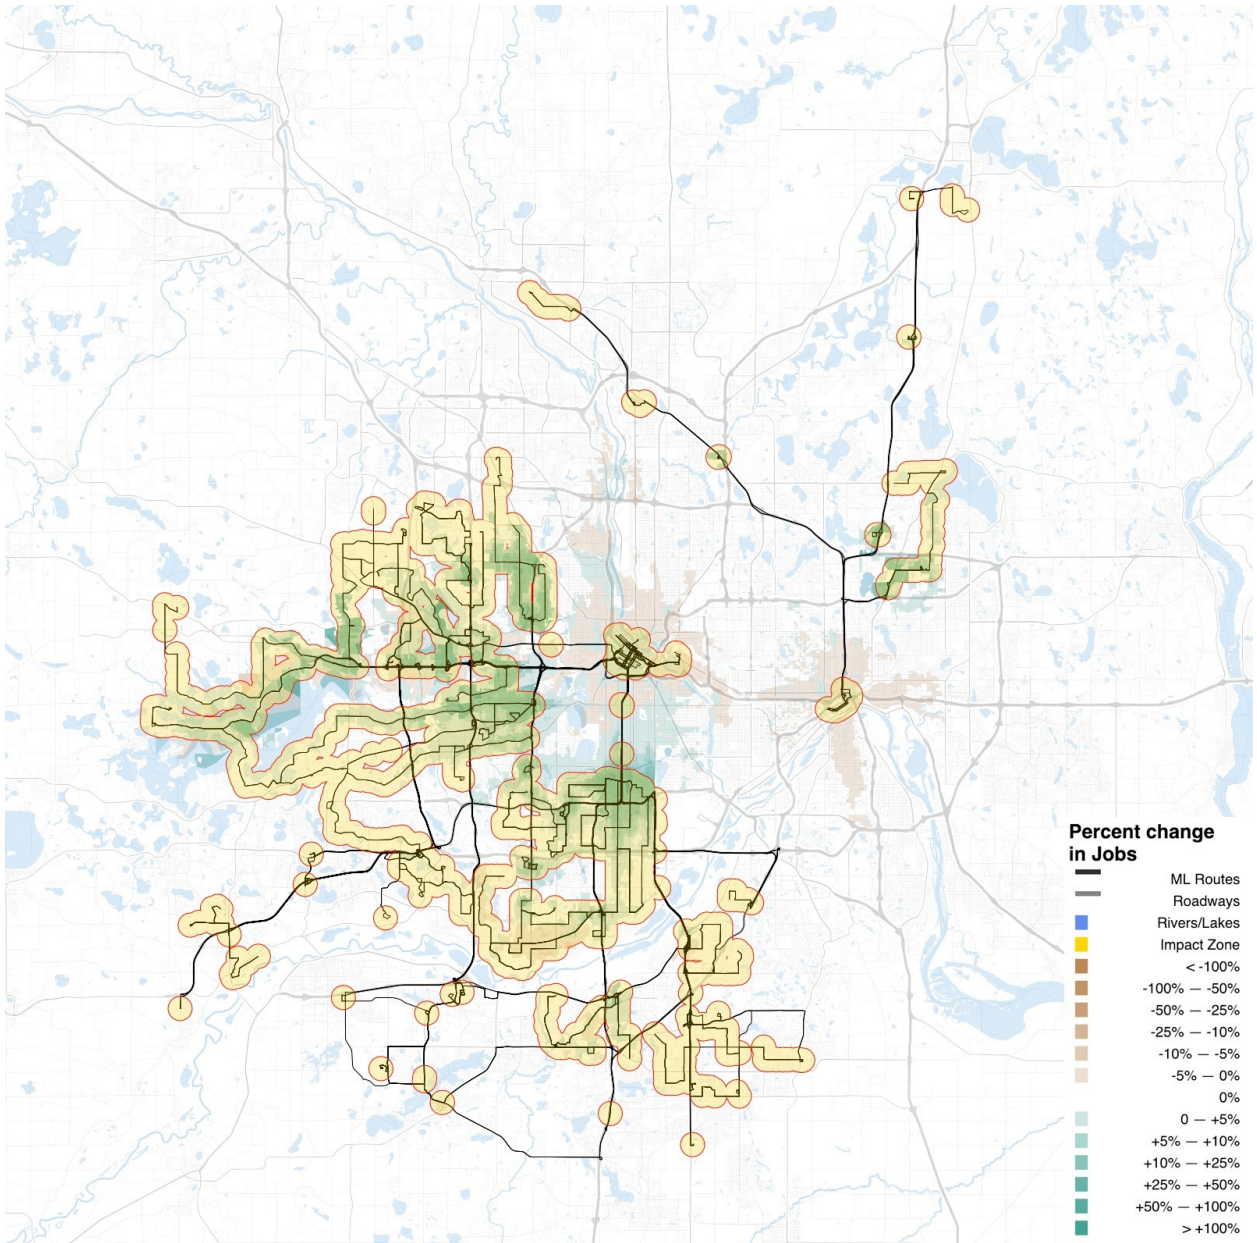 Percent change
in Jobs
ML Routes
Roadways
Rivers/Lakes
Impact Zone
< -100%
-100% — -50%
-50% — -25%
-25% — -10%
-10% — -5%
-5% — 0%
0%
0 — +5%
+5% — +10%
+10% — +25%
+25% — +50%
+50% — +100%
> +100%